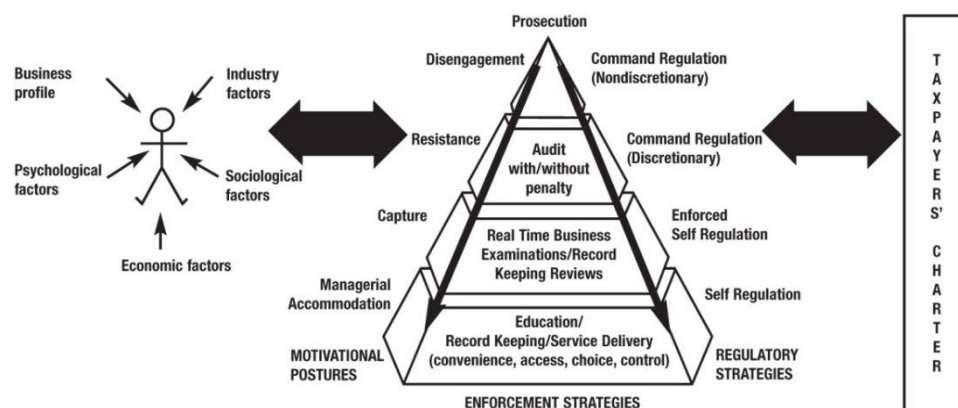 Prosecution
Business
profile
Industry
factors
Psychological
factors
Sociological
factors
Economic factors
Disengagement
Resistance
Capture
Managerial
Accommodation
MOTIVATIONAL
POSTURES
Audit
with/without
penalty
Real Time Business
Examinations/Record
Keeping Reviews
Education/
Record Keeping/Service Delivery
(convenience, access, choice, control)
ENFORCEMENT STRATEGIES
Command Regulation
(Nondiscretionary)
Command Regulation
(Discretionary)
Enforced
Self Regulation
Self Regulation
REGULATORY
STRATEGIES
TAXPAYERS' CHARTER